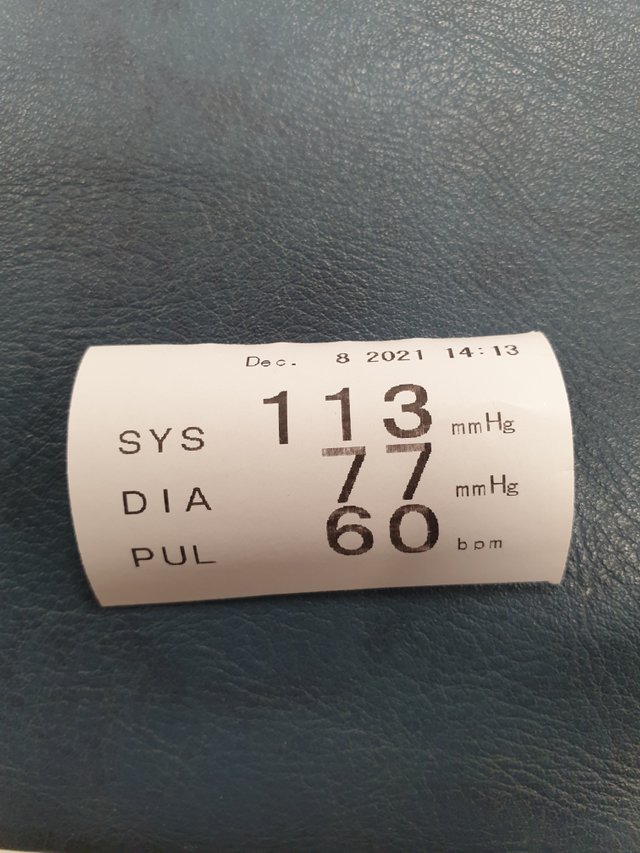 Dec. 8 2021 14:13
SYS 113 mmHg
DIA 77 mmHg
PUL 60 bpm